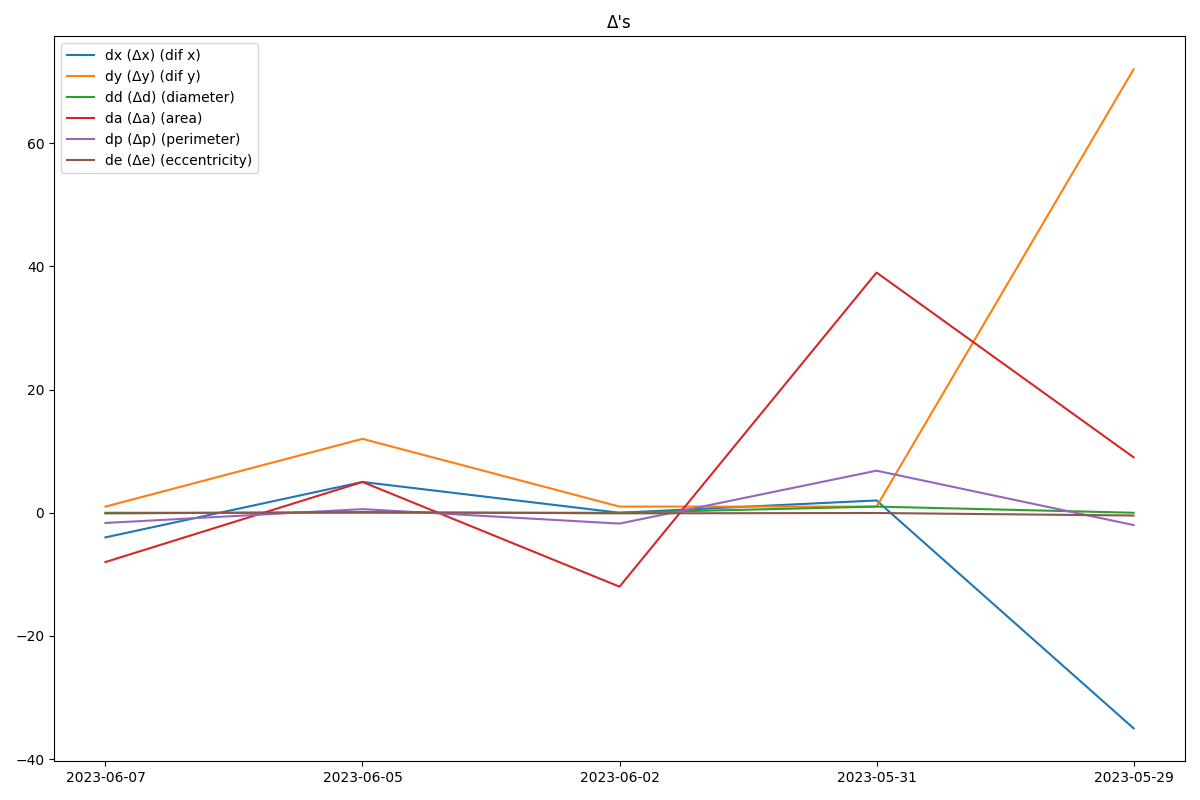 Δ's
dx (Δx) (dif x)
dy (Δy) (dif y)
dd (Δd) (diameter)
da (Δa) (area)
dp (Δp) (perimeter)
de (Δe) (eccentricity)
60
40
20
0
−20
−40
2023-06-07 2023-06-05 2023-06-02 2023-05-31 2023-05-29